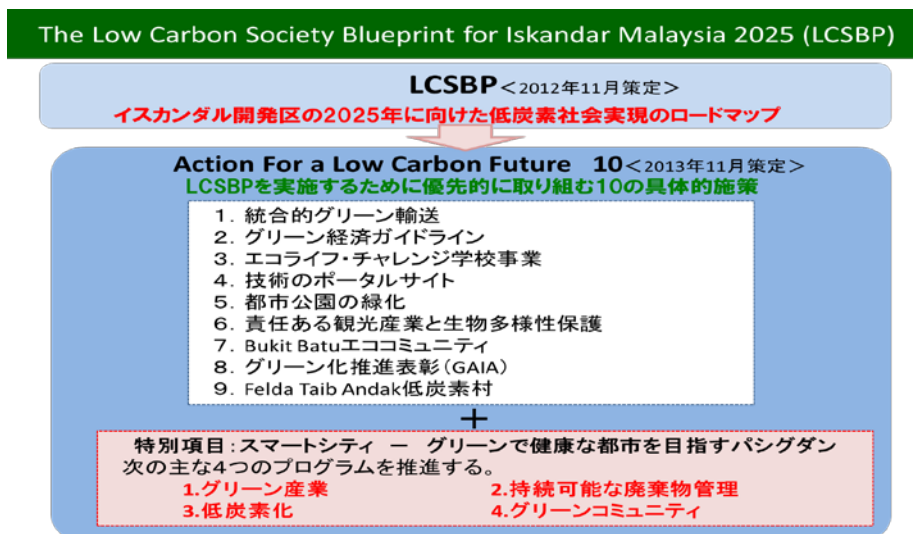 The Low Carbon Society Blueprint for Iskandar Malaysia 2025 (LCSBP)
LCSBP<2012年11月策定>
イスカンダル開発区の2025年に向けた低炭素社会実現のロードマップ
Action For a Low Carbon Future 10<2013年11月策定>
LCSBPを実施するために優先的に取り組む10の具体的施策
1. 統合的グリーン輸送
2. グリーン経済ガイドライン
3. エコライフ・チャレンジ学校事業
4. 技術のポータルサイト
5. 都市公園の緑化
6. 責任ある観光産業と生物多様性保護
7. Bukit Batuエココミュニティ
8. グリーン化推進表彰(GAIA)
9. Felda Taib Andak低炭素村
+
特別項目:スマートシティ － グリーンで健康な都市を目指すパシグダン
次の主な4つのプログラムを推進する。
1.グリーン産業 2.持続可能な廃棄物管理
3.低炭素化 4.グリーンコミュニティ